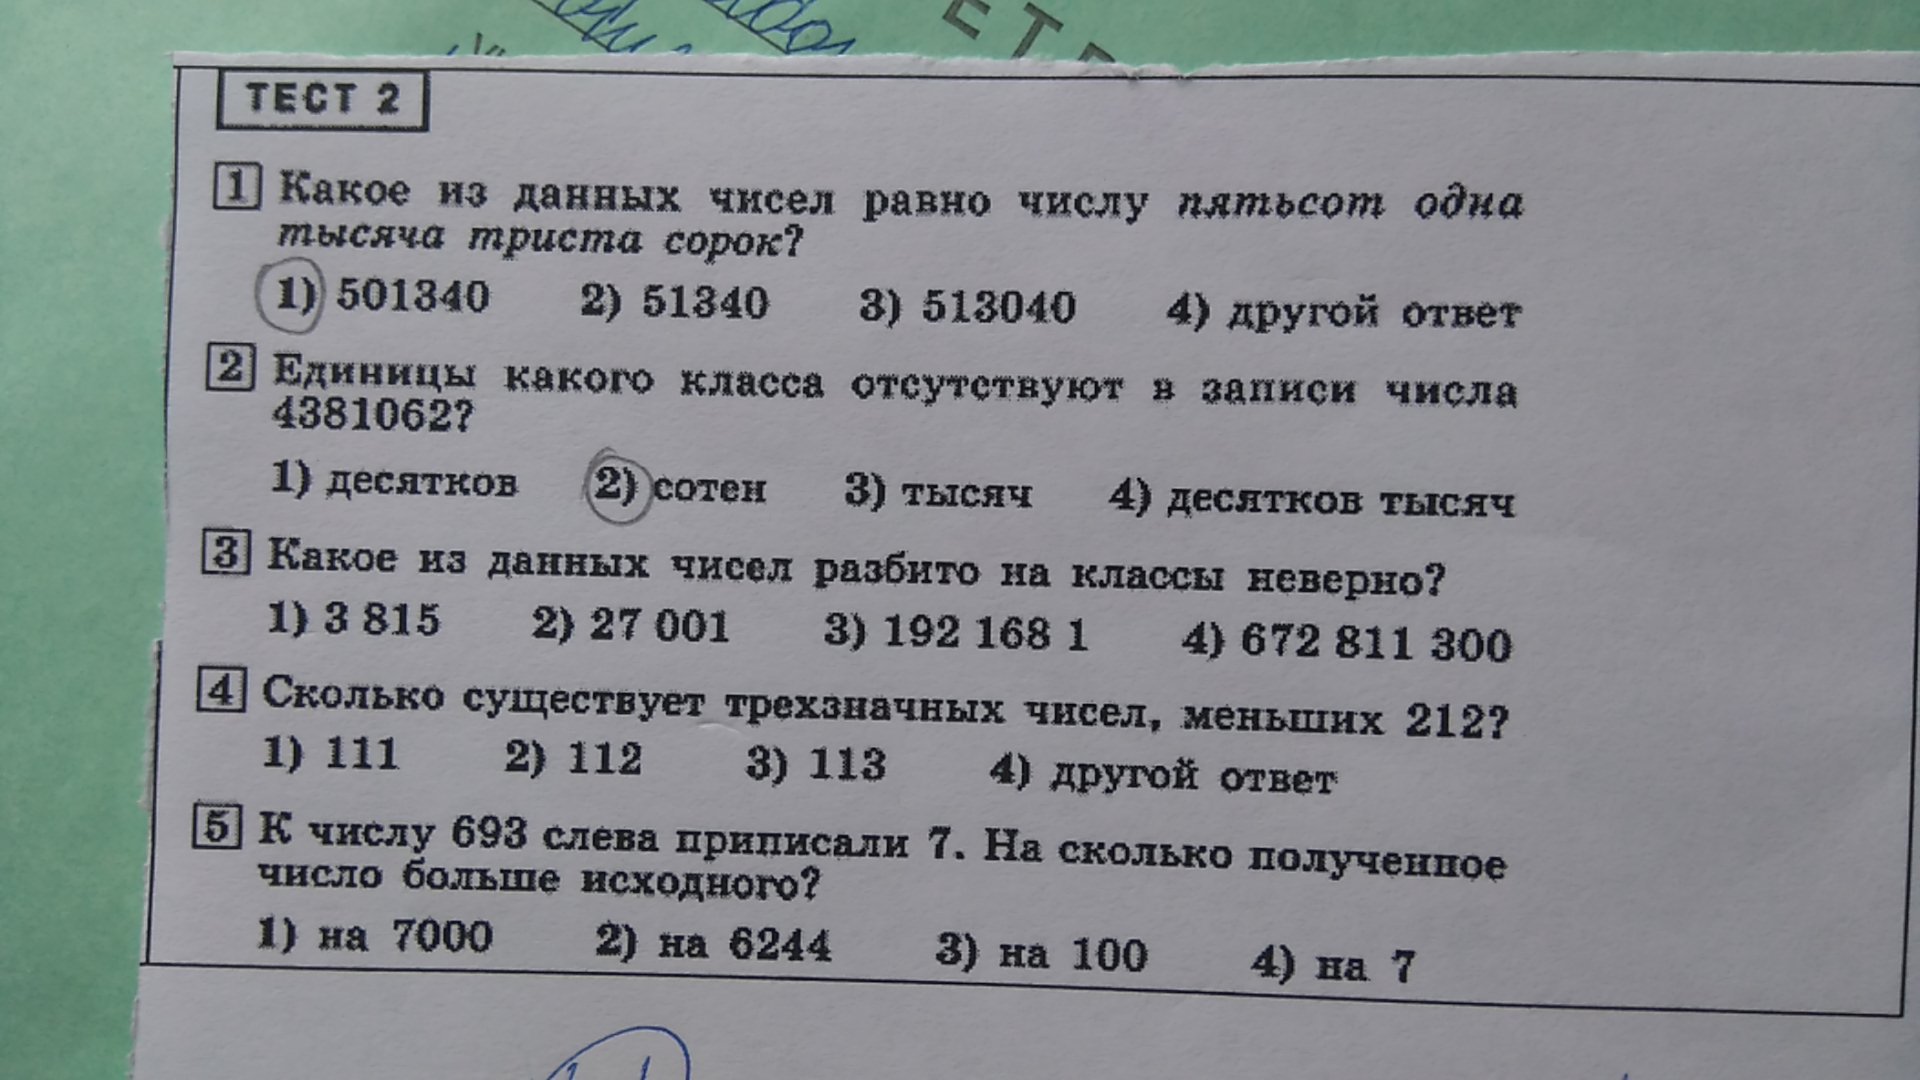 ЕТР
ТЕСТ 2
1 Какое из данных чисел равно числу пятьсот одна
тысяча триста сорок?
1) 501340 2) 51340 3) 513040 4) другой ответ
2 Единицы какого класса отсутствуют в записи числа
4381062?
1) десятков 2) сотен 3) тысяч 4) десятков тысяч
3 Какое из данных чисел разбито на классы неверно?
1) 3 815 2) 27 001 3) 192 168 1 4) 672 811 300
4 Сколько существует трехзначных чисел, меньших 212?
1) 111 2) 112 3) 113 4) другой ответ
5 К числу 693 слева приписали 7. На сколько полученное
число больше исходного?
1) на 7000 2) на 6244 3) на 100 4) на 7